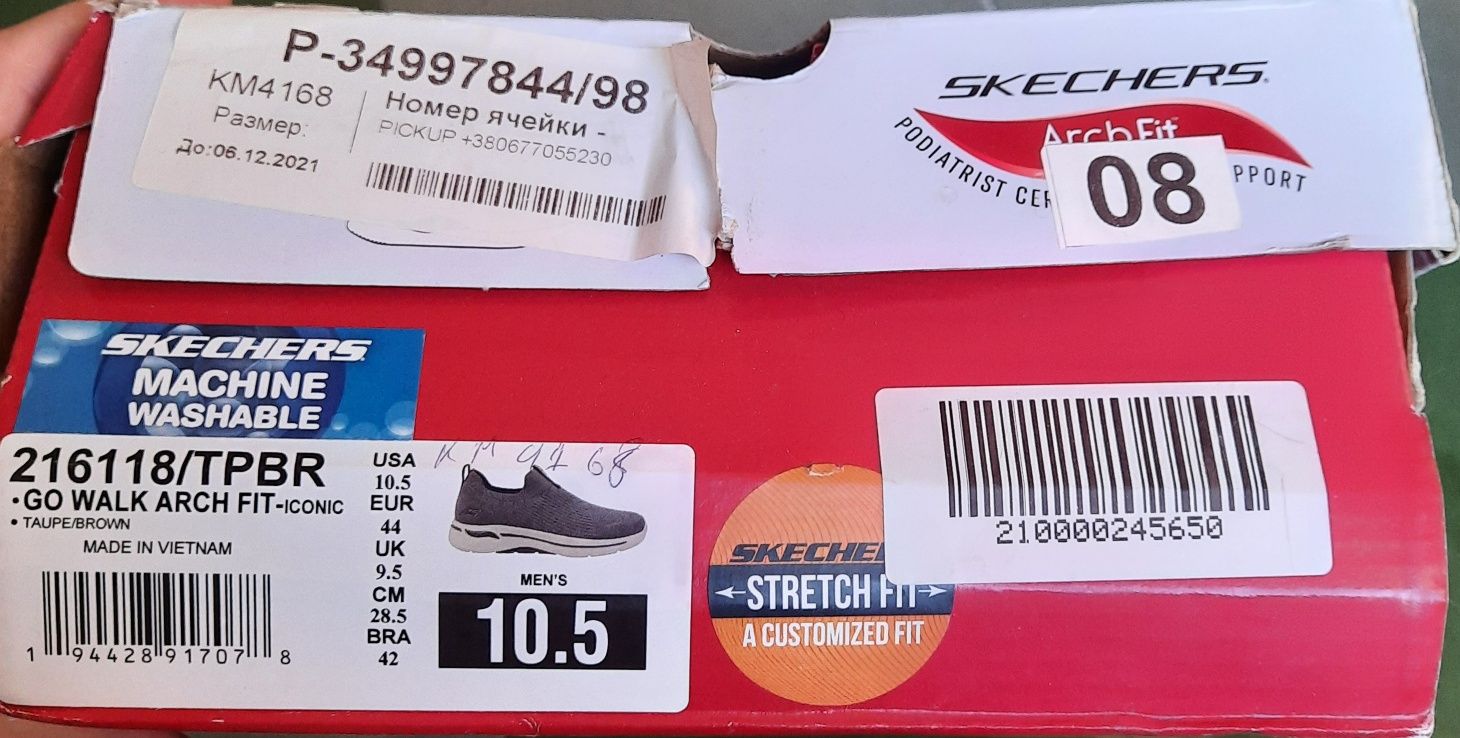 P-34997844/98
KM4168
Размер:
До:06.12.2021
Номер ячейки -
PICKUP +380677055230
SKECHERS
Arch Fit
PODIATRIST
PPORT
08
SKECHERS
MACHINE
WASHABLE
216118/TPBR
•GO WALK ARCH FIT-ICONIC
• TAUPE/BROWN
MADE IN VIETNAM
1 94428 91707 8
USA
10.5
EUR
44
UK
9.5
CM
28.5
BRA
42
KM 4168
MEN'S
10.5
SKECHE
STRETCH FIT
A CUSTOMIZED FIT
210000245650